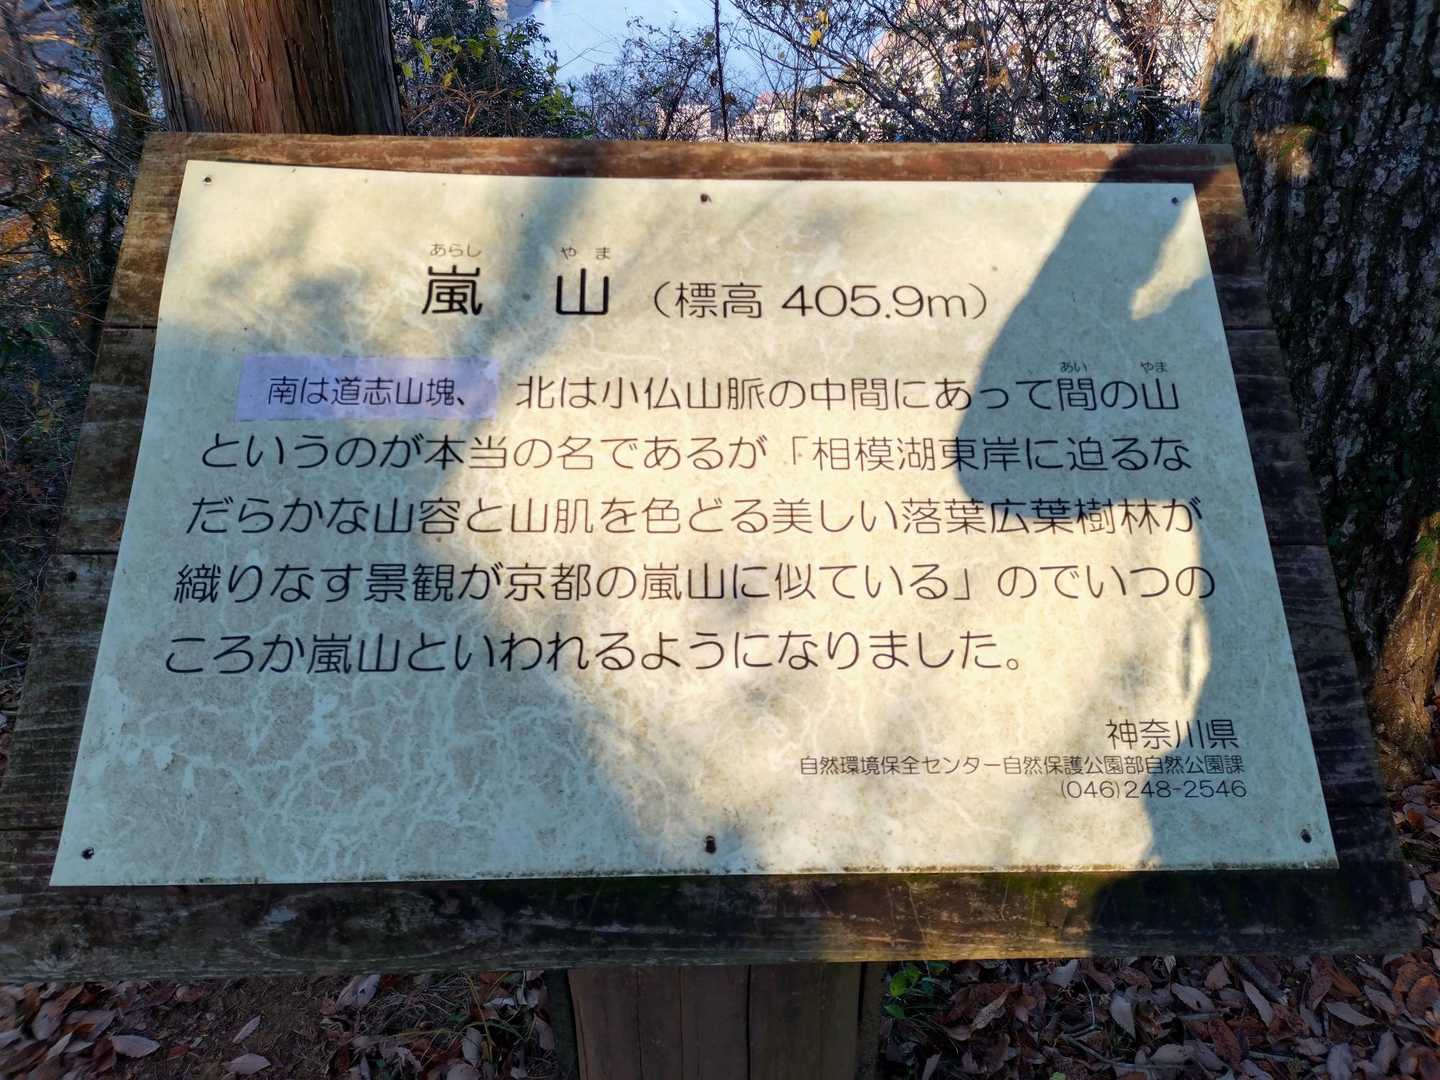 あらし やま
嵐 山 （標高 405.9m）
あい やま
南は道志山塊、 北は小仏山脈の中間にあって間の山
というのが本当の名であるが「相模湖東岸に迫るな
だらかな山容と山肌を色どる美しい落葉広葉樹林が
織りなす景観が京都の嵐山に似ている」のでいつの
ころか嵐山といわれるようになりました。
神奈川県
自然環境保全センター自然保護公園部自然公園課
(046)248-2546